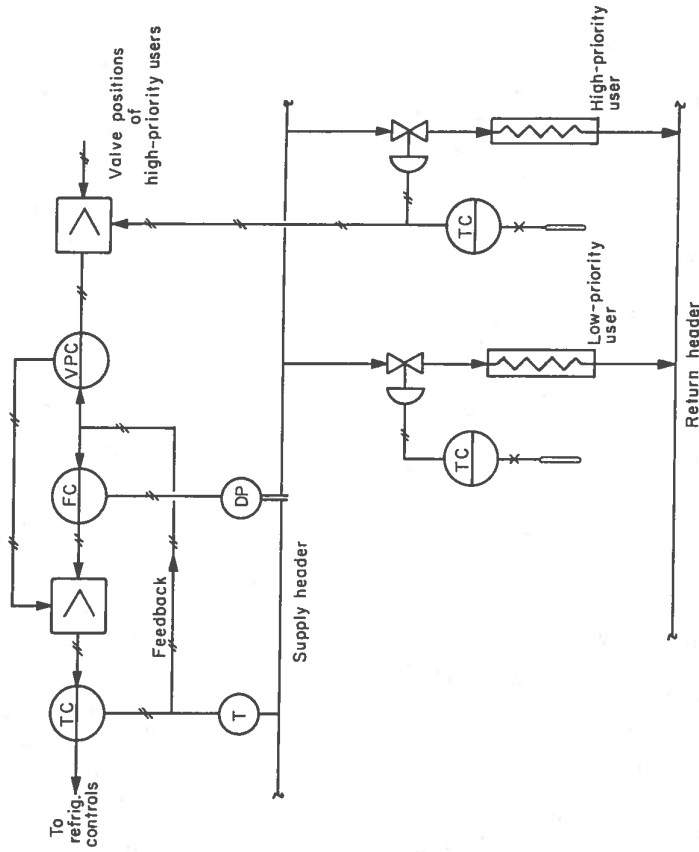 To
refrig.
controls
TC
>
FC
VPC
>
Valve positions
of
high-priority users
Feedback
T
DP
Supply header
TC
Low-priority
user
TC
High-priority
user
Return header